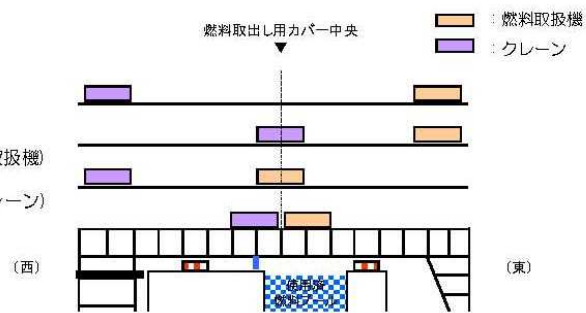 ：燃料取扱機
燃料取出し用カバー中央
：クレーン
取扱機)
ーン)
〔西〕
〔東〕
使用済
燃料プール